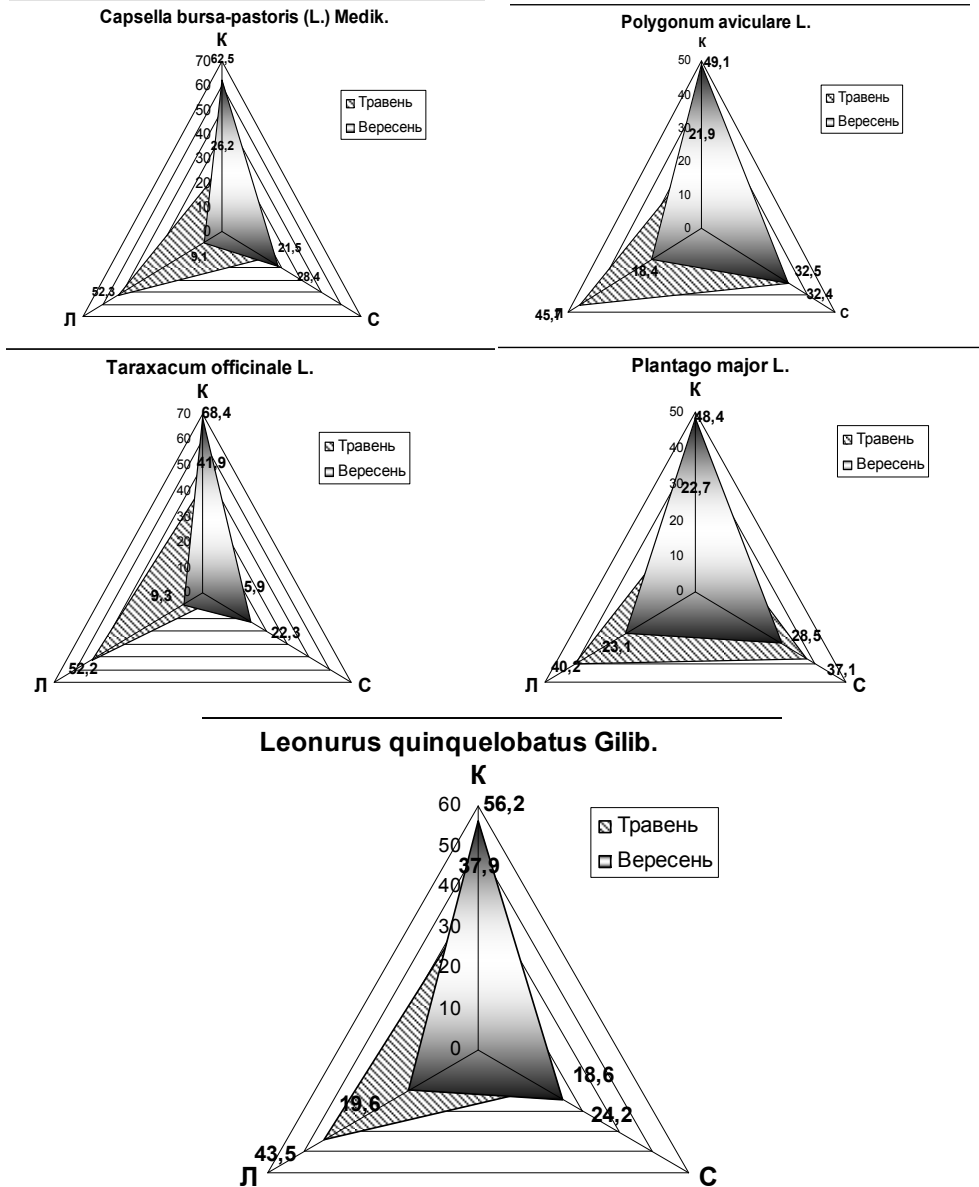 Capsella bursa-pastoris (L.) Medik.
К
70
62,5
60
50
40
30
26,2
20
10
0
9,1
21,5
28,4
52,3
Л
С
Травень
Вересень
Polygonum aviculare L.
К
50
49,1
40
30
21,9
20
10
0
18,4
32,5
32,4
45,7
Л
С
Травень
Вересень
Taraxacum officinale L.
К
70
68,4
60
50
41,9
40
30
20
10
0
9,3
5,9
22,3
52,2
Л
С
Травень
Вересень
Plantago major L.
К
50
48,4
40
30
22,7
20
10
0
28,5
23,1
40,2
37,1
Л
С
Травень
Вересень
Leonurus quinquelobatus Gilib.
К
60
56,2
50
37,9
40
30
20
10
0
18,6
19,6
24,2
43,5
Л
С
Травень
Вересень